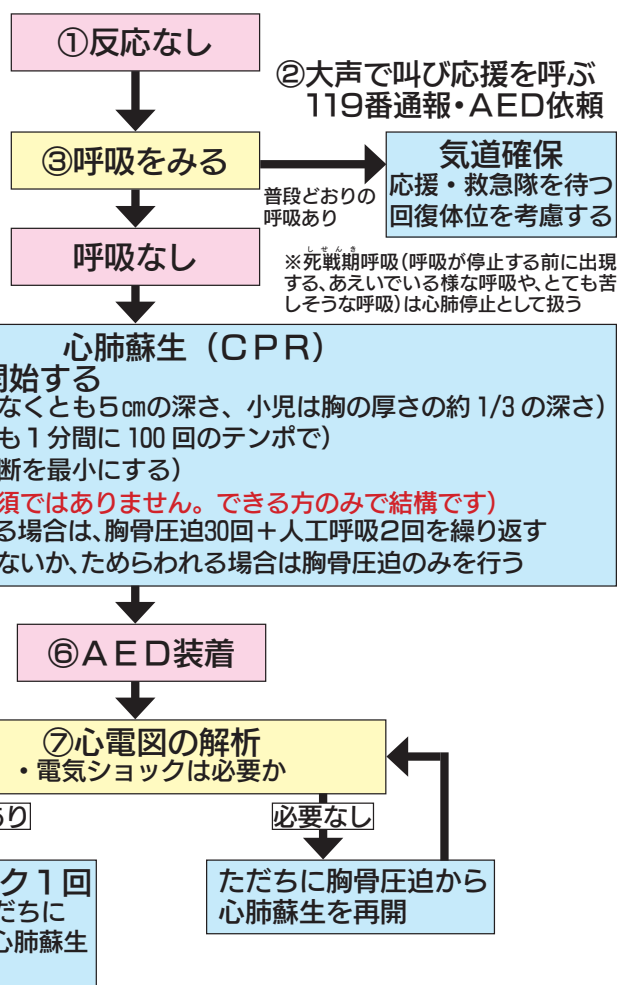 ①反応なし
②大声で叫び応援を呼ぶ
119番通報・AED依頼
③呼吸をみる
普段どおりの
呼吸あり
気道確保
応援・救急隊を待つ
回復体位を考慮する
呼吸なし
しせんき
※死戦期呼吸(呼吸が停止する前に出現
する、あえいでいる様な呼吸や、とても苦
しそうな呼吸)は心肺停止として扱う
心肺蘇生（CPR）
開始する
なくとも5㎝の深さ、小児は胸の厚さの約1/3の深さ）
も1分間に100回のテンポで）
断を最小にする）
須ではありません。できる方のみで結構です）
る場合は、胸骨圧迫30回＋人工呼吸2回を繰り返す
ないか、ためらわれる場合は胸骨圧迫のみを行う
⑥AED装着
⑦心電図の解析
・電気ショックは必要か
あり
必要なし
ク1回
だちに
心肺蘇生
ただちに胸骨圧迫から
心肺蘇生を再開